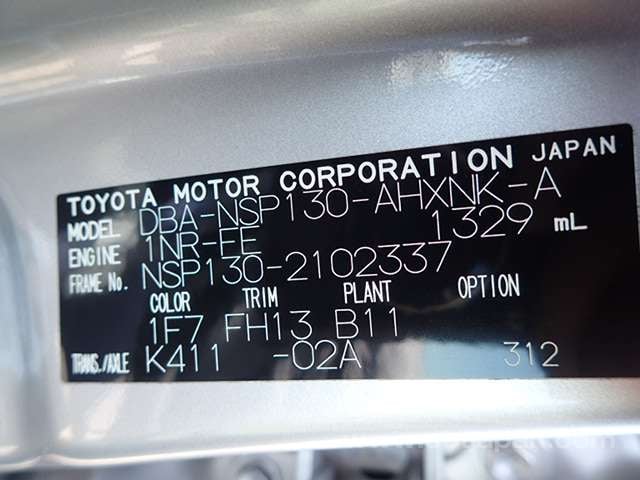 TOYOTA MOTOR CORPORATION JAPAN
MODEL DBA-NSP130-AHXNK-A
ENGINE 1NR-FE 1329 mL
FRAME No. NSP130-2102337
COLOR TRIM PLANT OPTION
1F7 FH13 B11
TRANS./AXLE K411 -02A 312